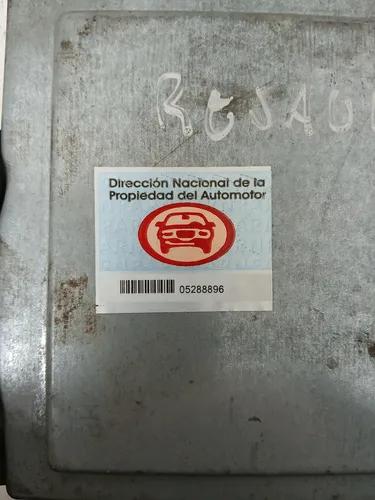 Dirección Nacional de la
Propiedad del Automotor
05288896